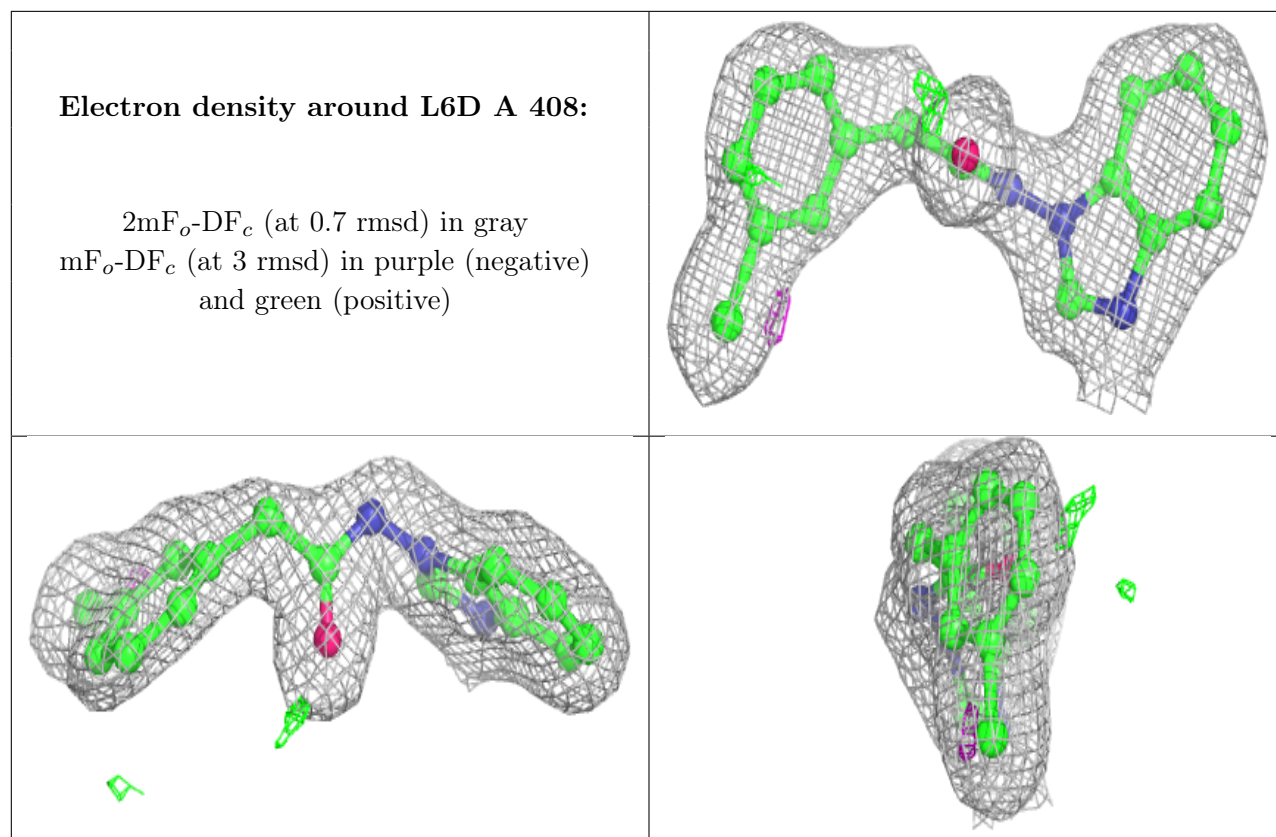 Electron density around L6D A 408:
2mFo-DFc (at 0.7 rmsd) in gray
mFo-DFc (at 3 rmsd) in purple (negative)
and green (positive)